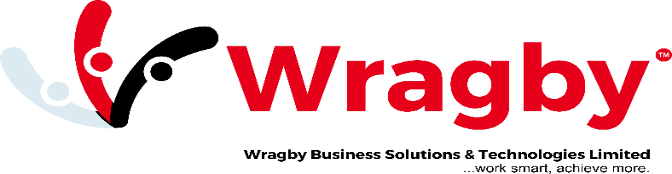 Wragby™
Wragby Business Solutions & Technologies Limited
...work smart, achieve more.